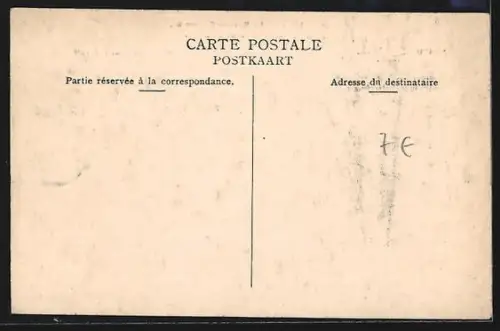 CARTE POSTALE
POSTKAART
Partie réservée à la correspondance.
Adresse du destinataire
7€